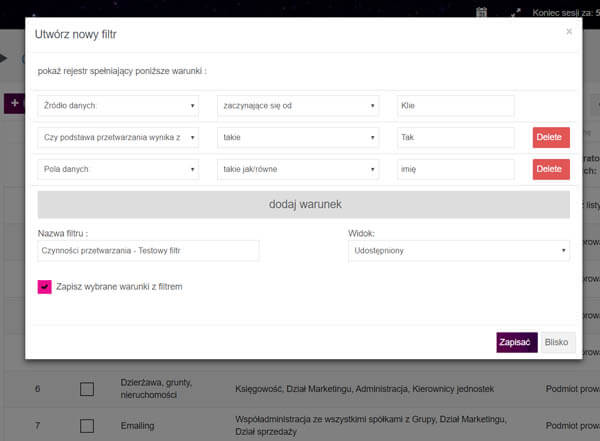 Koniec sesji za: 5
Utwórz nowy filtr
×
pokaż rejestr spełniający poniższe warunki :
Źródło danych:
zaczynające się od
Klie
Czy podstawa przetwarzania wynika z
takie
Tak
Delete
Pola danych
takie jak/równe
imię
Delete
dodaj warunek
Nazwa filtru :
Widok:
Czynności przetwarzania - Testowy filtr
Udostępniony
Zapisz wybrane warunki z filtrem
Zapisać
Blisko
6
Dzierżawa, grunty,
nieruchomości
Księgowość, Dział Marketingu, Administracja, Kierownicy jednostek
Podmiot prowa
7
Emailing
Współadministracja ze wszystkimi spółkami z Grupy, Dział Marketingu,
Dział sprzedaży
Podmiot prowa